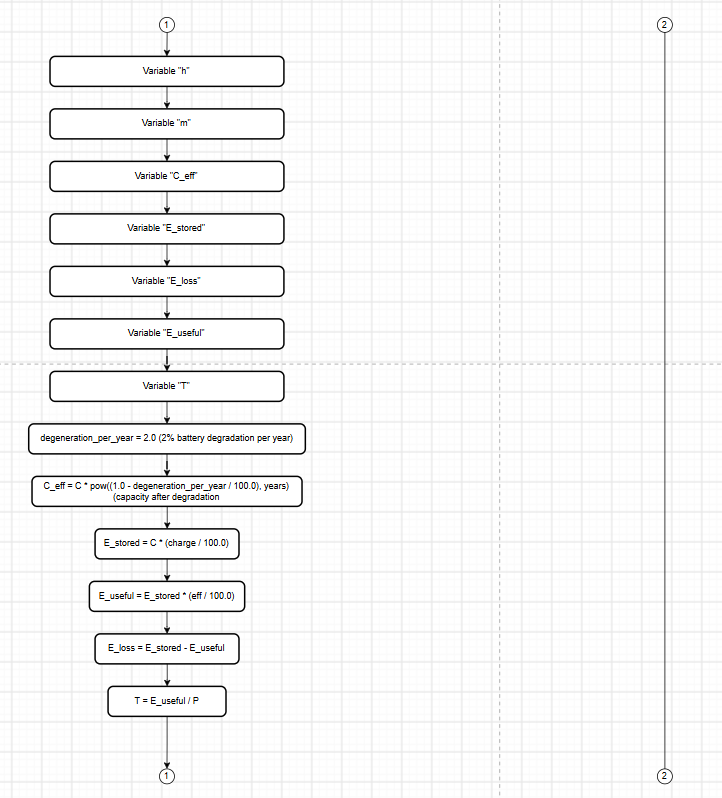 1
2
Variable "h"
Variable "m"
Variable "C_eff"
Variable "E_stored"
Variable "E_loss"
Variable "E_useful"
Variable "T"
degeneration_per_year = 2.0 (2% battery degradation per year)
C_eff = C * pow((1.0 - degeneration_per_year / 100.0), years)
(capacity after degradation
E_stored = C * (charge / 100.0)
E_useful = E_stored * (eff / 100.0)
E_loss = E_stored - E_useful
T = E_useful / P
1
2